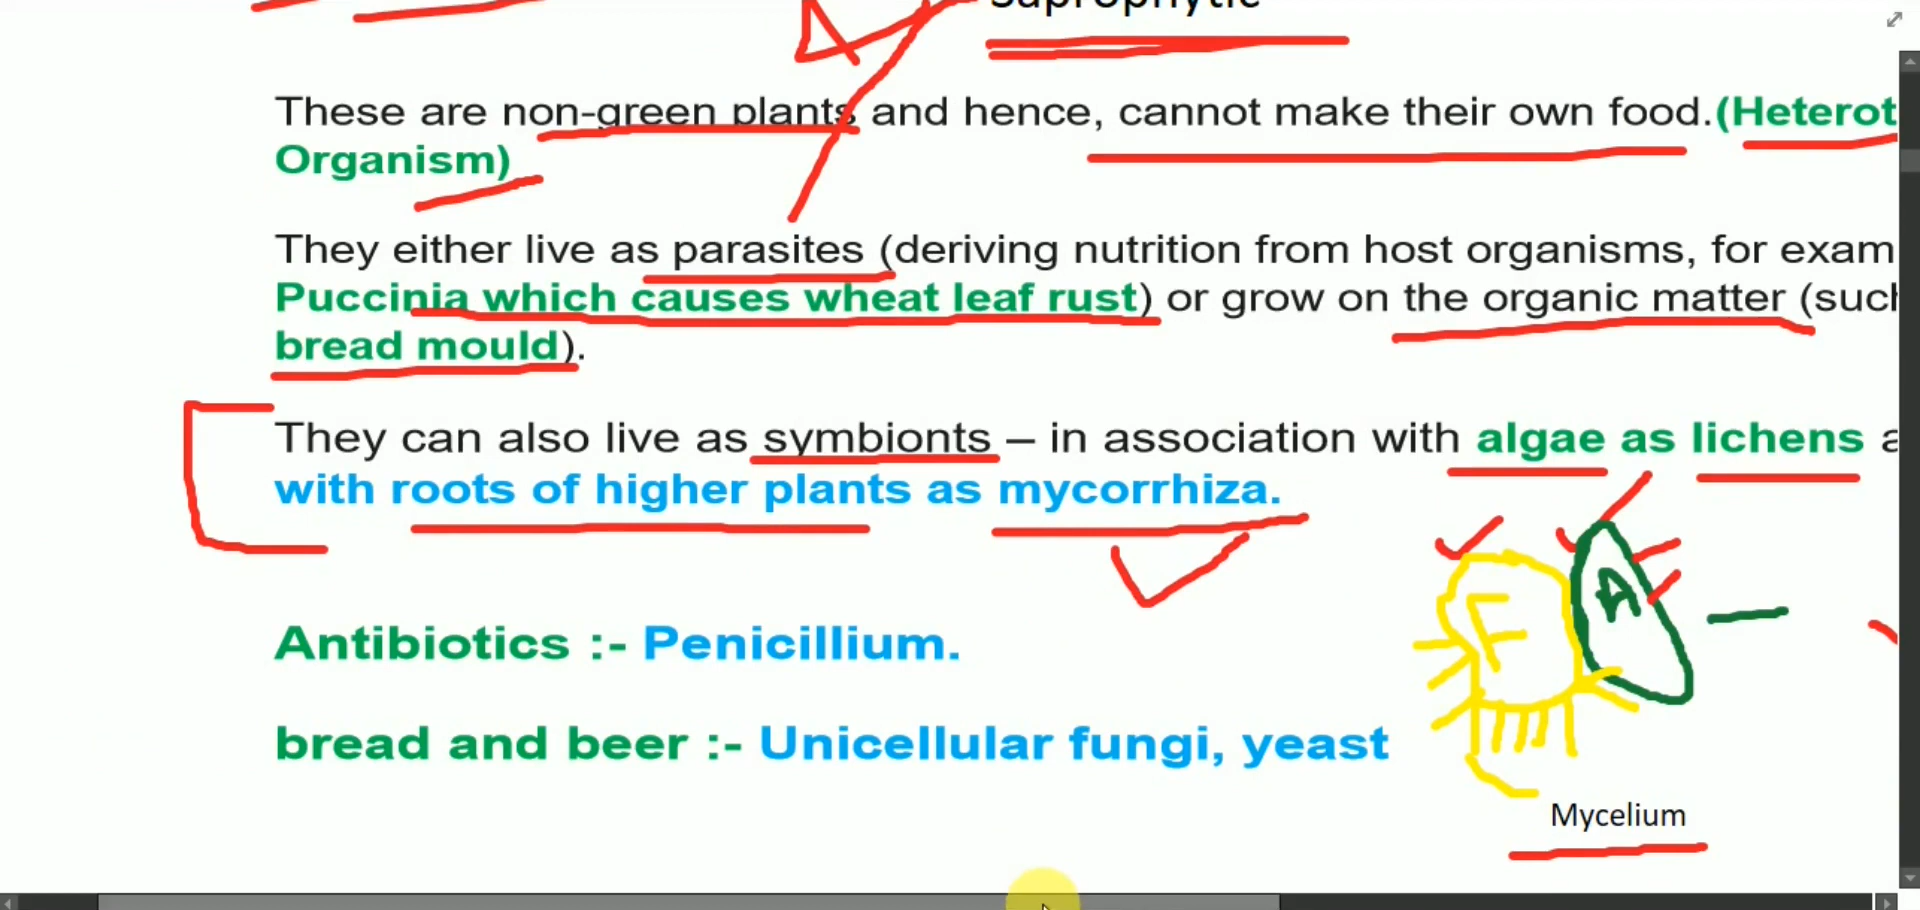 Saprophytic
These are non-green plants and hence, cannot make their own food.(Heterot
Organism)
They either live as parasites (deriving nutrition from host organisms, for exam
Puccinia which causes wheat leaf rust) or grow on the organic matter (such
bread mould).
They can also live as symbionts – in association with algae as lichens a
with roots of higher plants as mycorrhiza.
F A
Antibiotics :- Penicillium.
bread and beer :- Unicellular fungi, yeast
Mycelium